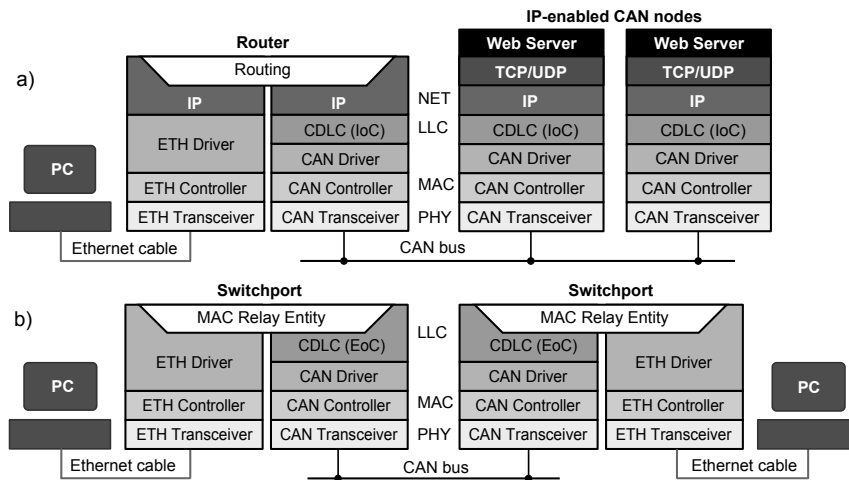 IP-enabled CAN nodes
a)
Router
Routing
IP
IP
ETH Driver
CDLC (IoC)
CAN Driver
ETH Controller
CAN Controller
ETH Transceiver
CAN Transceiver
NET
LLC
MAC
PHY
Web Server
TCP/UDP
IP
CDLC (IoC)
CAN Driver
CAN Controller
CAN Transceiver
Web Server
TCP/UDP
IP
CDLC (IoC)
CAN Driver
CAN Controller
CAN Transceiver
PC
Ethernet cable
CAN bus
b)
Switchport
MAC Relay Entity
ETH Driver
CDLC (EoC)
CAN Driver
ETH Controller
CAN Controller
ETH Transceiver
CAN Transceiver
LLC
MAC
PHY
Switchport
MAC Relay Entity
CDLC (EoC)
ETH Driver
CAN Driver
CAN Controller
ETH Controller
CAN Transceiver
ETH Transceiver
PC
PC
Ethernet cable
CAN bus
Ethernet cable